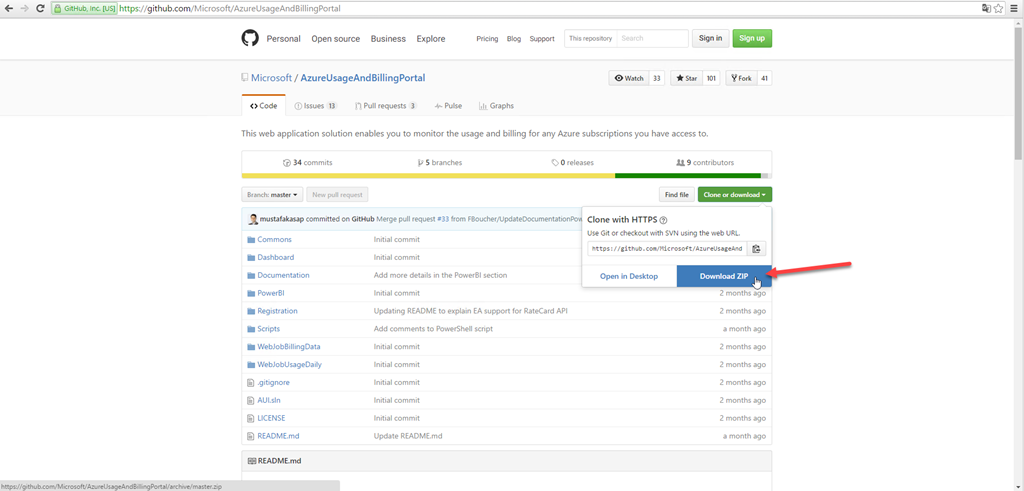 GitHub, Inc. [US] https://github.com/Microsoft/AzureUsageAndBillingPortal
Personal Open source Business Explore Pricing Blog Support This repository Search Sign in Sign up
Microsoft / AzureUsageAndBillingPortal Watch 33 Star 101 Fork 41
Code Issues 13 Pull requests 3 Pulse Graphs
This web application solution enables you to monitor the usage and billing for any Azure subscriptions you have access to.
34 commits 5 branches 0 releases 9 contributors
Branch: master New pull request Find file Clone or download
mustafakasap committed on GitHub Merge pull request #33 from FBoucher/UpdateDocumentationPow
Clone with HTTPS
Use Git or checkout with SVN using the web URL.
https://github.com/Microsoft/AzureUsageAnd
Open in Desktop Download ZIP
Commons Initial commit
Dashboard Initial commit
Documentation Add more details in the PowerBI section
PowerBI Initial commit 2 months ago
Registration Updating README to explain EA support for RateCard API 2 months ago
Scripts Add comments to PowerShell script a month ago
WebJobBillingData Initial commit 2 months ago
WebJobUsageDaily Initial commit 2 months ago
.gitignore Initial commit 2 months ago
AUI.sln Initial commit 2 months ago
LICENSE Initial commit 2 months ago
README.md Update README.md a month ago
README.md
https://github.com/Microsoft/AzureUsageAndBillingPortal/archive/master.zip